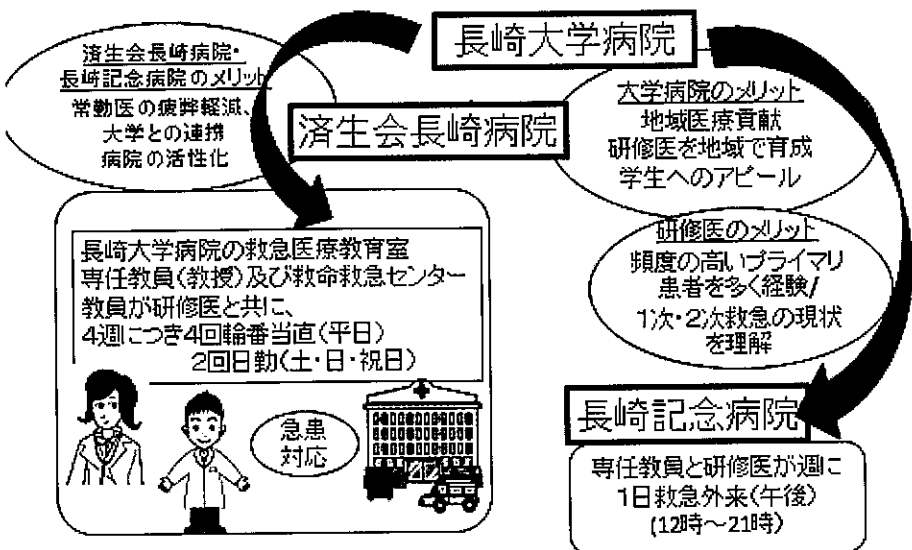 長崎大学病院
済生会長崎病院・
長崎記念病院のメリット
常勤医の疲弊軽減、
大学との連携
病院の活性化
済生会長崎病院
大学病院のメリット
地域医療貢献
研修医を地域で育成
学生へのアピール
長崎大学病院の救急医療教育室
専任教員(教授)及び救命救急センター
教員が研修医と共に、
4週につき4回輪番当直(平日)
2回日勤(土・日・祝日)
急患
対応
研修医のメリット
頻度の高いプライマリ
患者を多く経験/
1次・2次救急の現状
を理解
長崎記念病院
専任教員と研修医が週に
1日救急外来(午後)
(12時~21時)